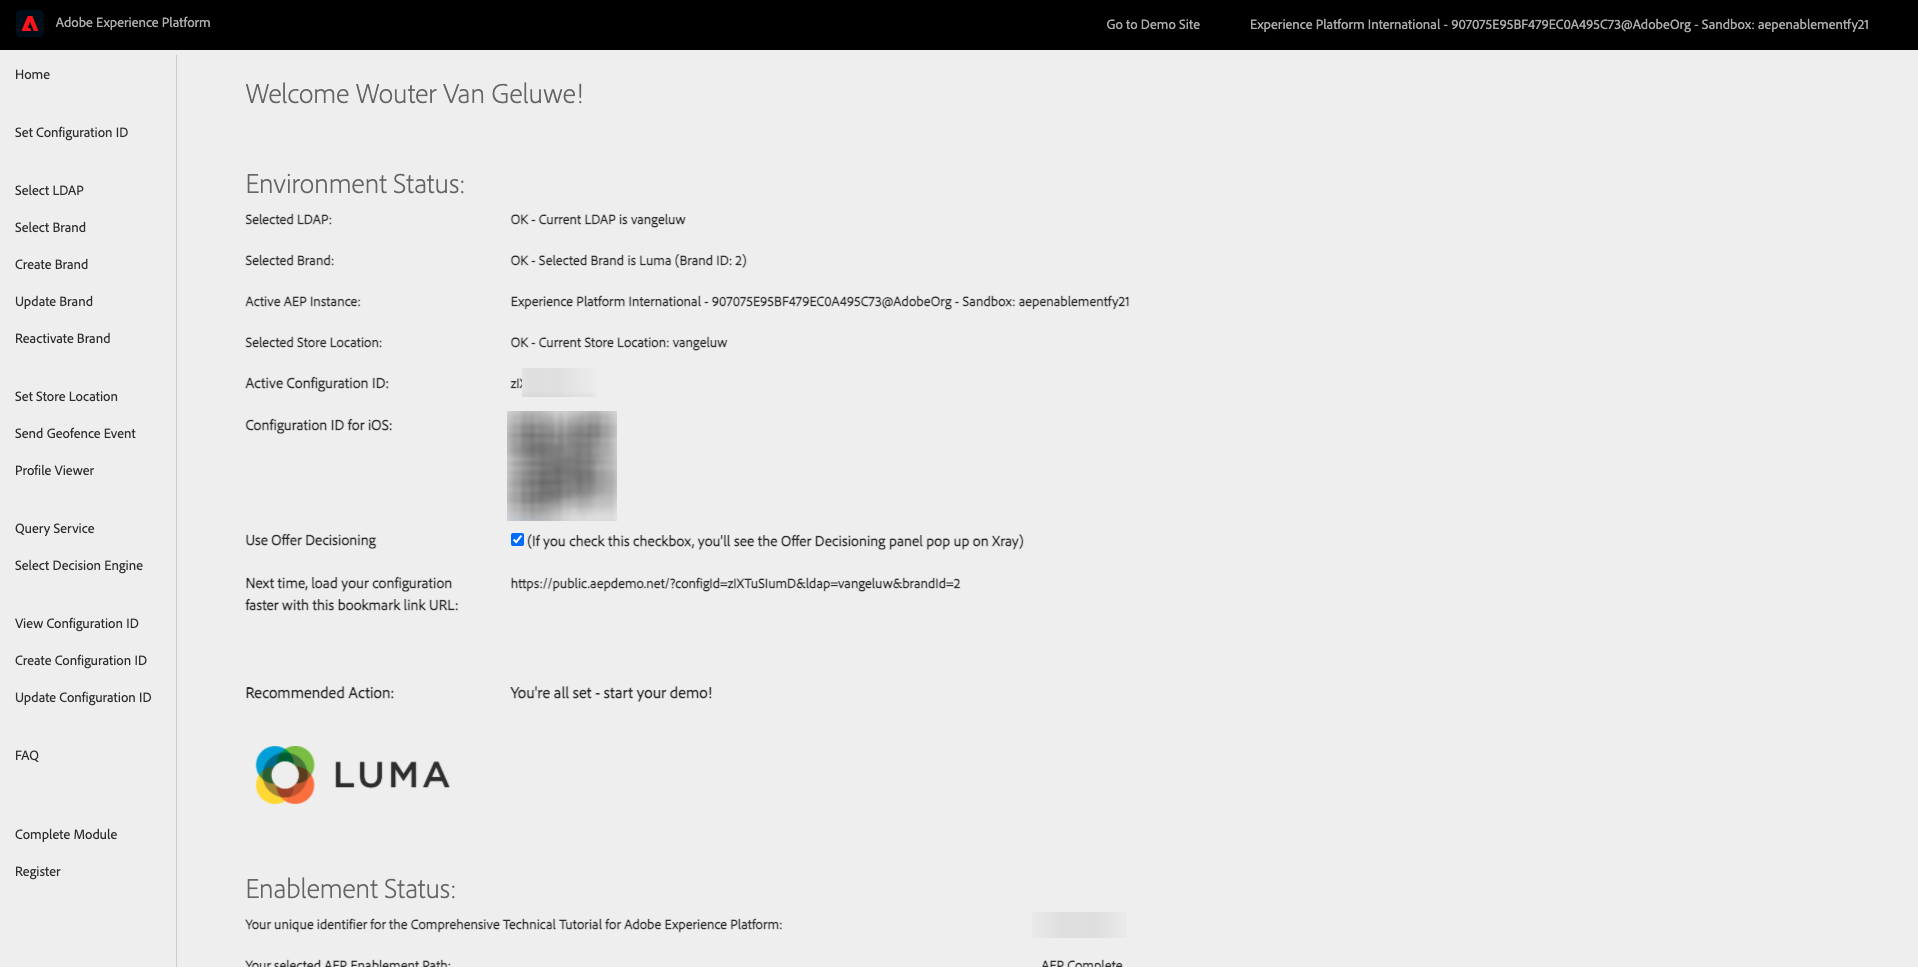 Adobe Experience Platform
Go to Demo Site
Experience Platform International - 907075E95BF479EC0A495C73@AdobeOrg - Sandbox: aepenablementfy21
Home
Set Configuration ID
Select LDAP
Select Brand
Create Brand
Update Brand
Reactivate Brand
Set Store Location
Send Geofence Event
Profile Viewer
Query Service
Select Decision Engine
View Configuration ID
Create Configuration ID
Update Configuration ID
FAQ
Complete Module
Register
Welcome Wouter Van Geluwe!
Environment Status:
Selected LDAP: OK - Current LDAP is vangeluw
Selected Brand: OK - Selected Brand is Luma (Brand ID: 2)
Active AEP Instance: Experience Platform International - 907075E95BF479EC0A495C73@AdobeOrg - Sandbox: aepenablementfy21
Selected Store Location: OK - Current Store Location: vangeluw
Active Configuration ID:
Configuration ID for iOS:
Use Offer Decisioning (If you check this checkbox, you'll see the Offer Decisioning panel pop up on Xray)
Next time, load your configuration
faster with this bookmark link URL:
https://public.aepdemo.net/?configId=zIXTuSIumD&ldap=vangeluw&brandId=2
Recommended Action: You're all set - start your demo!
LUMA
Enablement Status:
Your unique identifier for the Comprehensive Technical Tutorial for Adobe Experience Platform:
Your selected AEP Enablement Path: AEP Complete